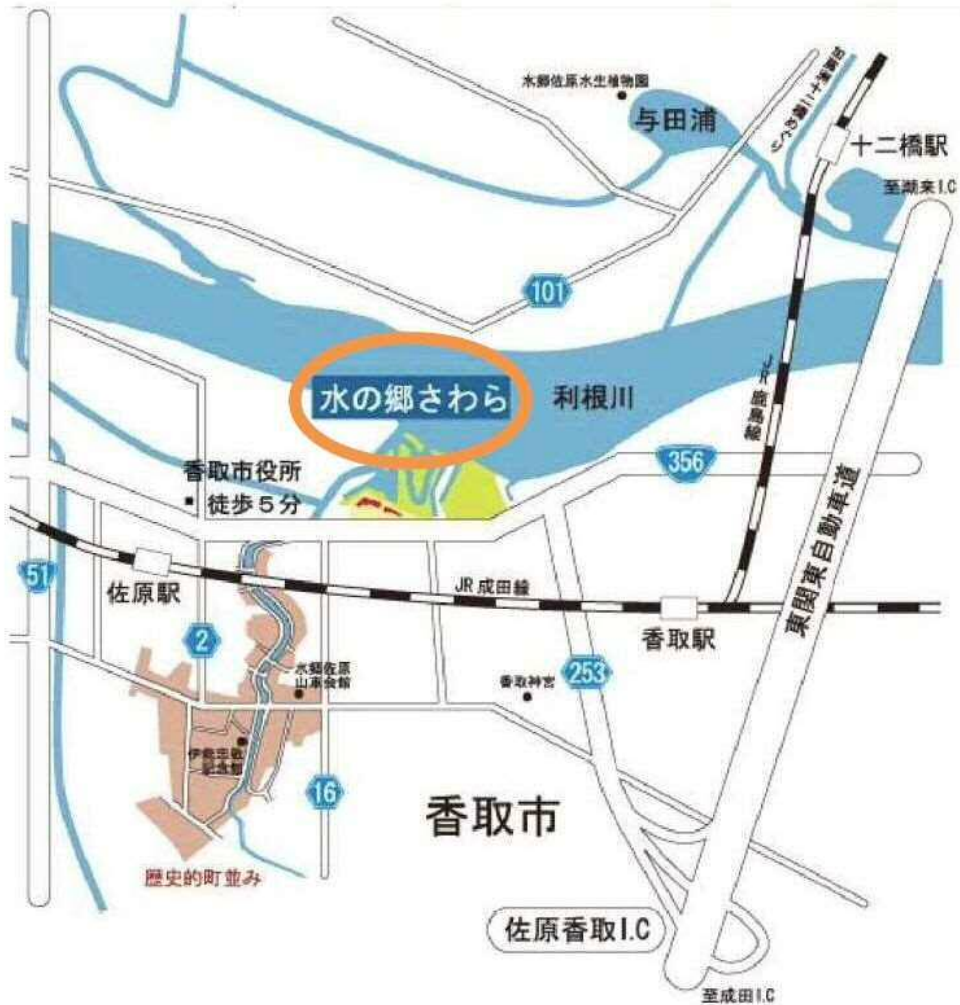 水郷佐原水生植物園
与田浦
十二橋駅
至潮来I.C
101
水の郷さわら
利根川
356
香取市役所
徒歩5分
東関東自動車道
51
佐原駅
JR成田線
香取駅
2
水郷佐原
山車会館
香取神宮
253
伊能忠敬
記念館
16
香取市
歴史的町並み
佐原香取I.C
至成田I.C